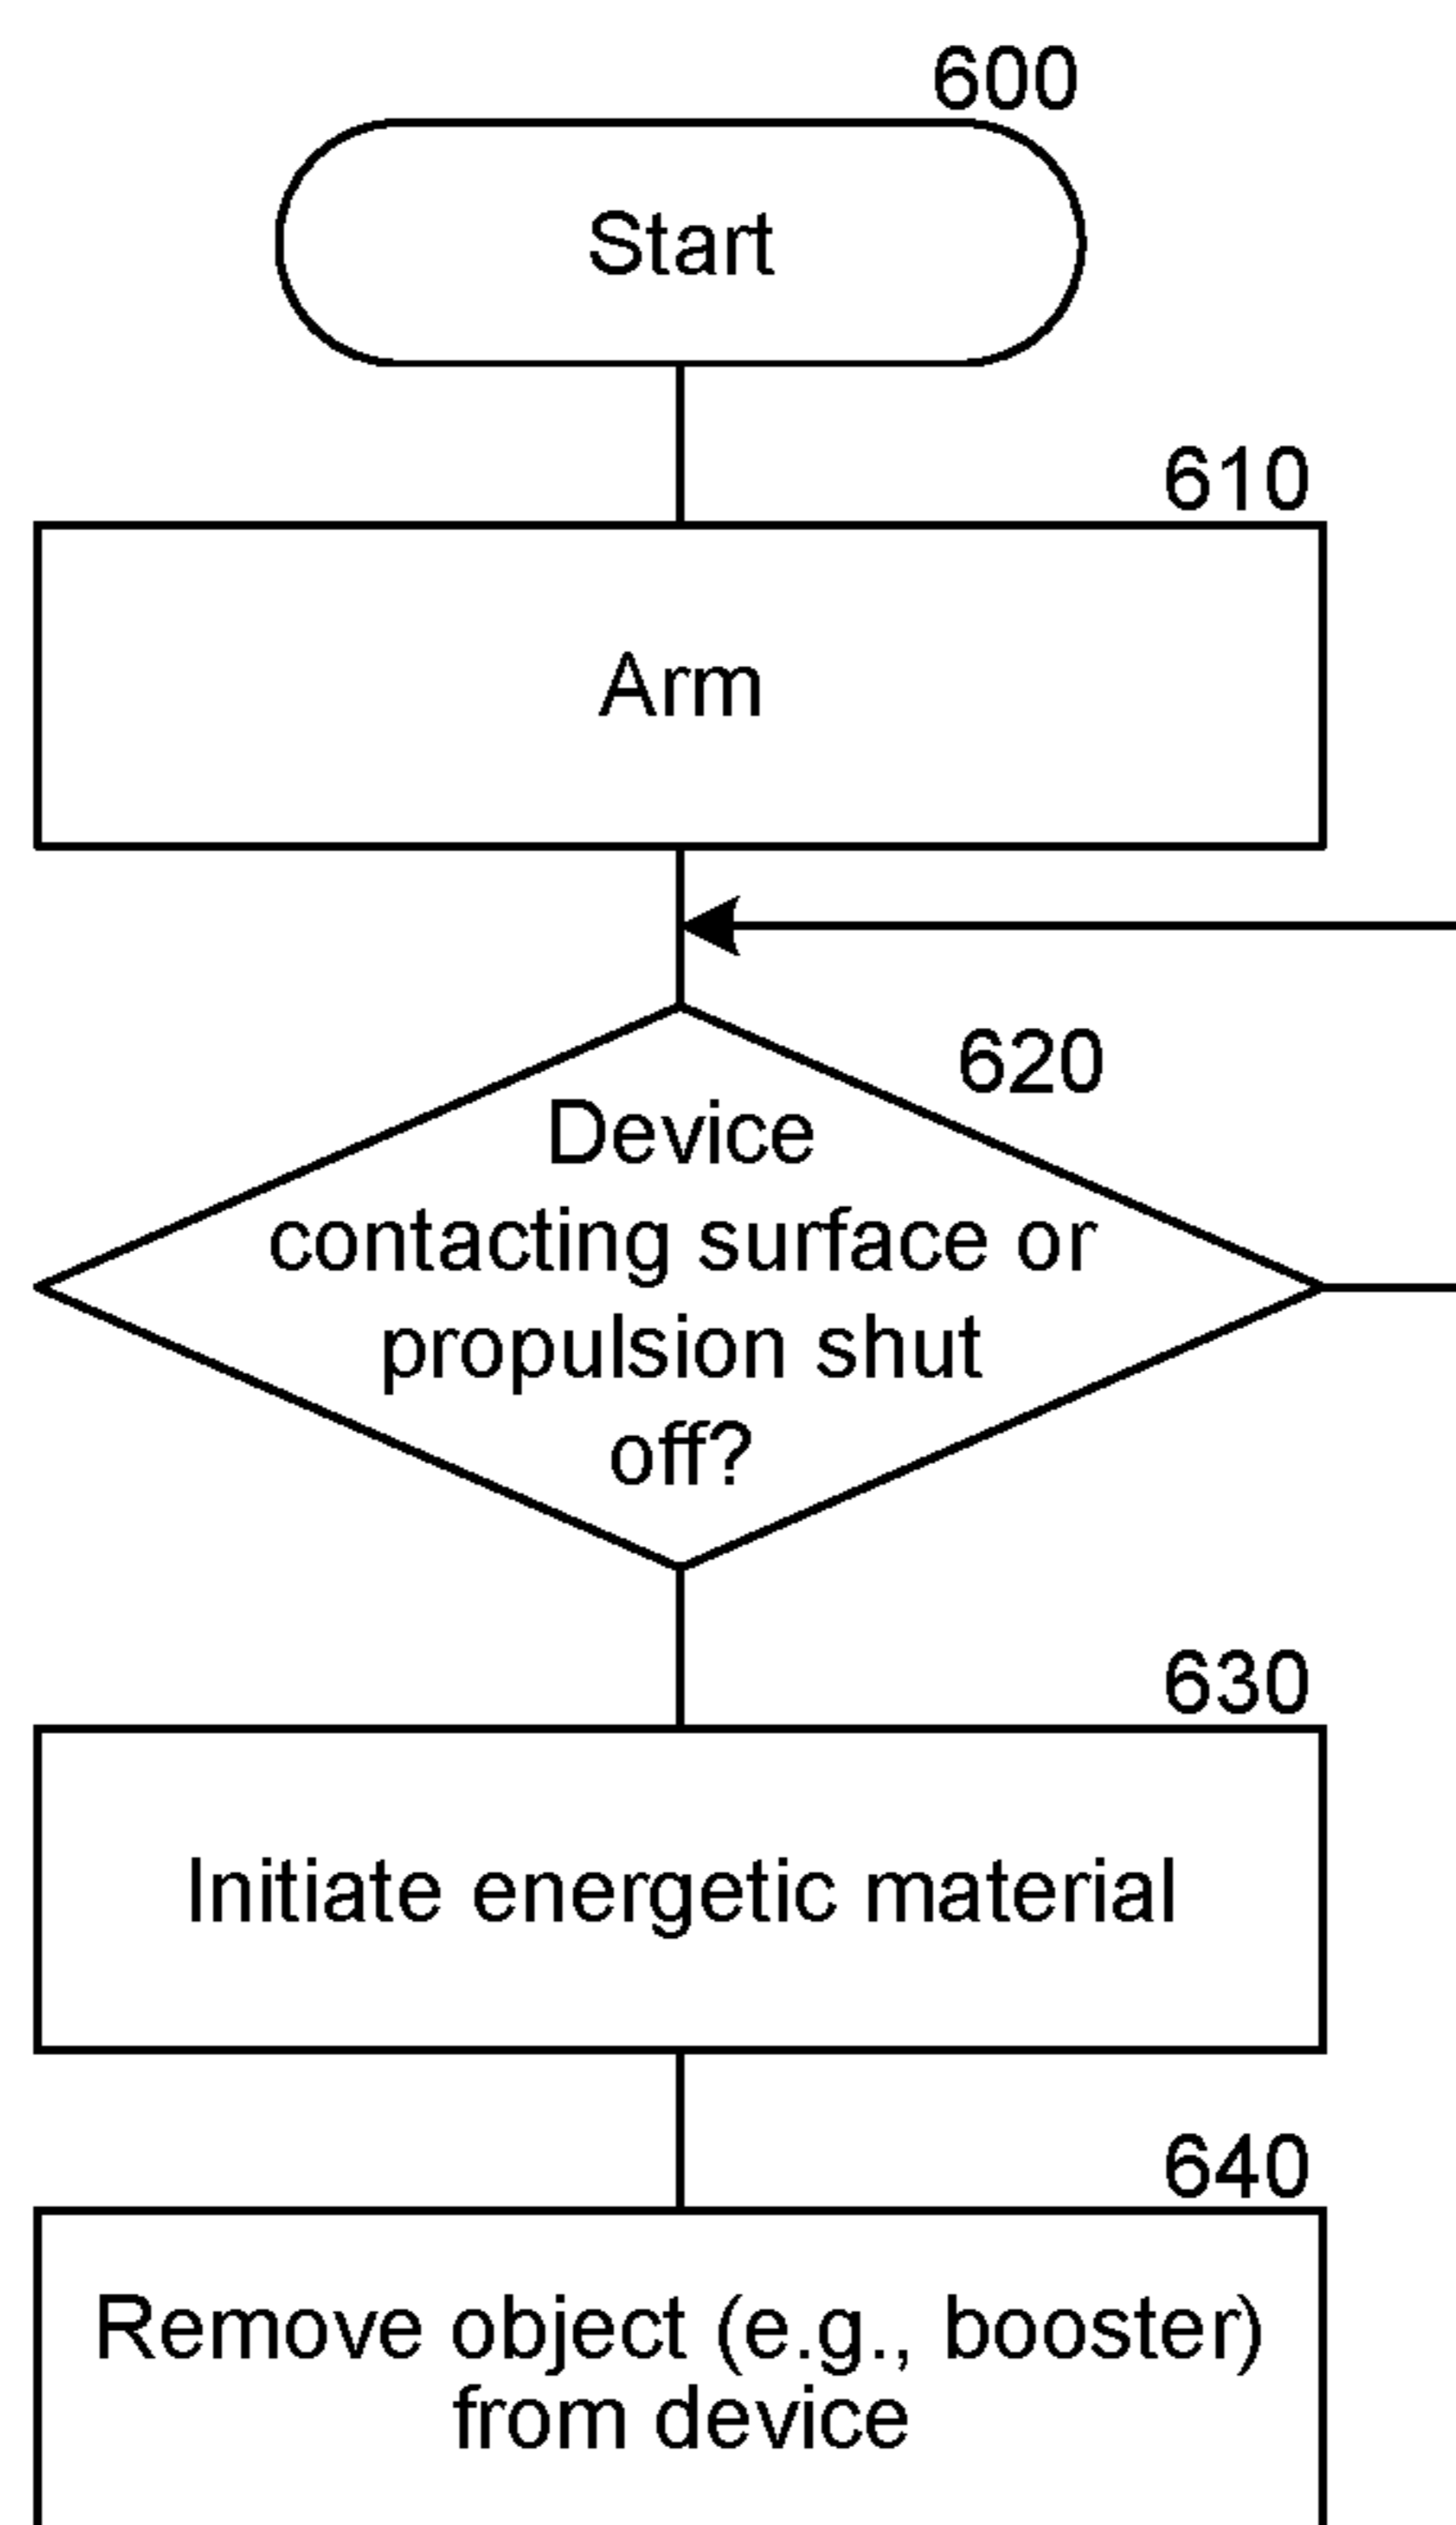 600
Start
610
Arm
620
Device
contacting surface or
propulsion shut
off?
630
Initiate energetic material
640
Remove object (e.g., booster)
from device